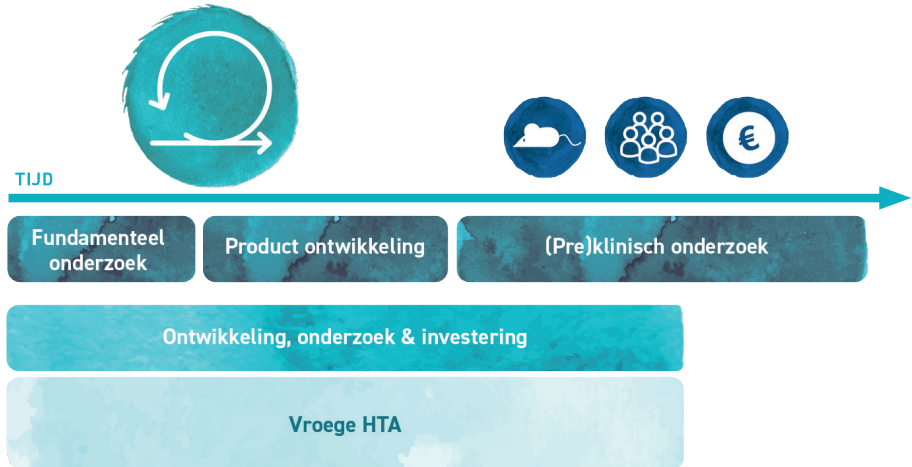 €
TIJD
Fundamenteel
onderzoek
Product ontwikkeling
(Pre)klinisch onderzoek
Ontwikkeling, onderzoek & investering
Vroege HTA